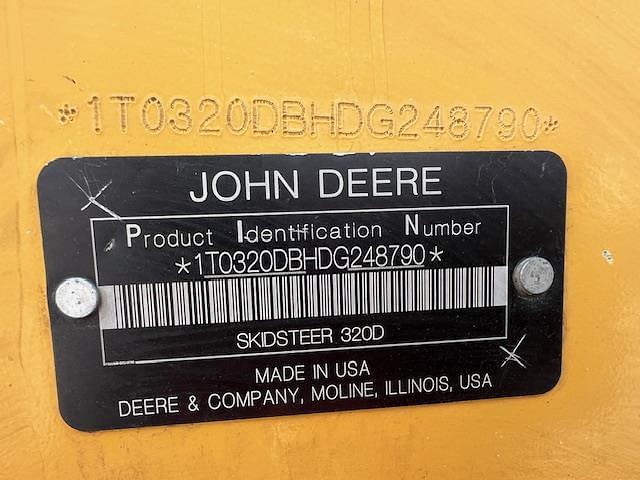 *1T0320DBHDG248790*
JOHN DEERE
Product Identification Number
*1T0320DBHDG248790*
SKIDSTEER 320D
MADE IN USA
DEERE & COMPANY, MOLINE, ILLINOIS, USA